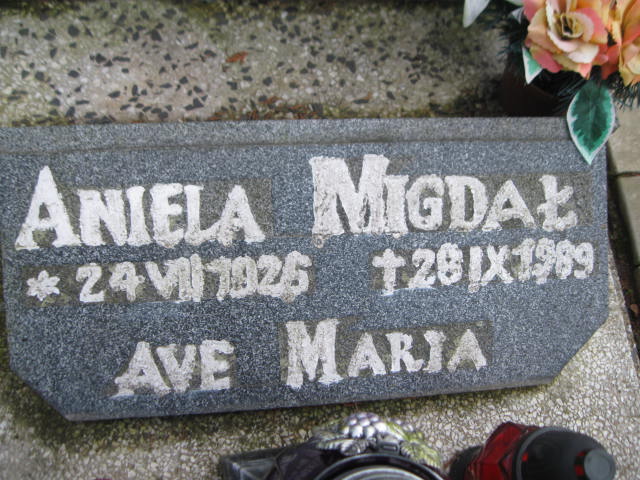 Aniela Migdał
* 24 VII 1926 † 28 IX 1989
Ave Maria